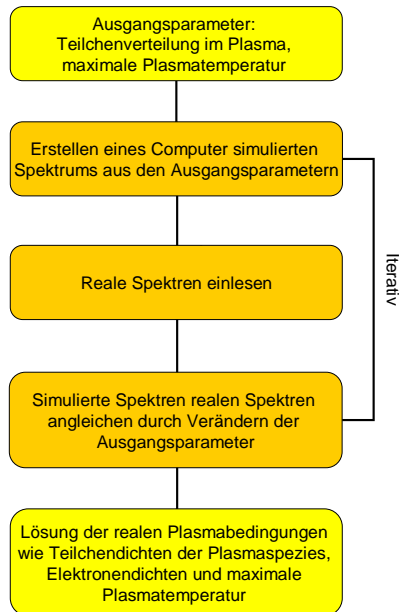 Ausgangsparameter:
Teilchenverteilung im Plasma,
maximale Plasmatemperatur
Erstellen eines Computer simulierten
Spektrums aus den Ausgangsparametern
Reale Spektren einlesen
Iterativ
Simulierte Spektren realen Spektren
angleichen durch Verändern der
Ausgangsparameter
Lösung der realen Plasmabedingungen
wie Teilchendichten der Plasmaspezies,
Elektronendichten und maximale
Plasmatemperatur